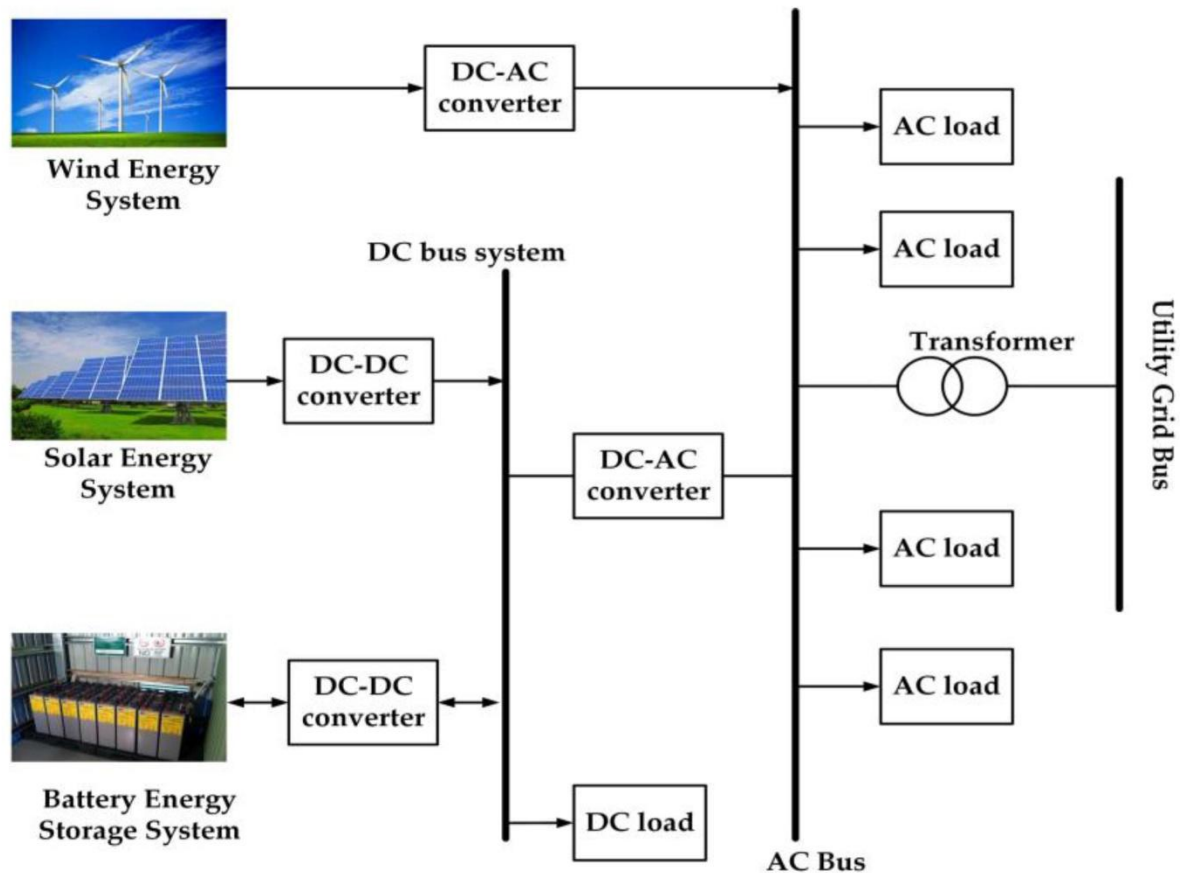 DC-AC
converter
AC load
Wind Energy
System
AC load
DC bus system
Utility Grid Bus
Transformer
DC-DC
converter
Solar Energy
System
DC-AC
converter
AC load
AC load
DC-DC
converter
Battery Energy
Storage System
DC load
AC Bus